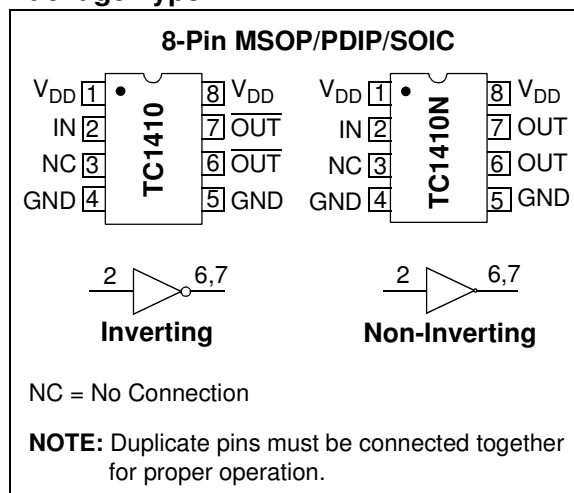 8-Pin MSOP/PDIP/SOIC
VDD 1 8 VDD
IN 2 7 OUT
NC 3 6 OUT
GND 4 5 GND
TC1410
VDD 1 8 VDD
IN 2 7 OUT
NC 3 6 OUT
GND 4 5 GND
TC1410N
2 6,7
Inverting
2 6,7
Non-Inverting
NC = No Connection
NOTE: Duplicate pins must be connected together
for proper operation.